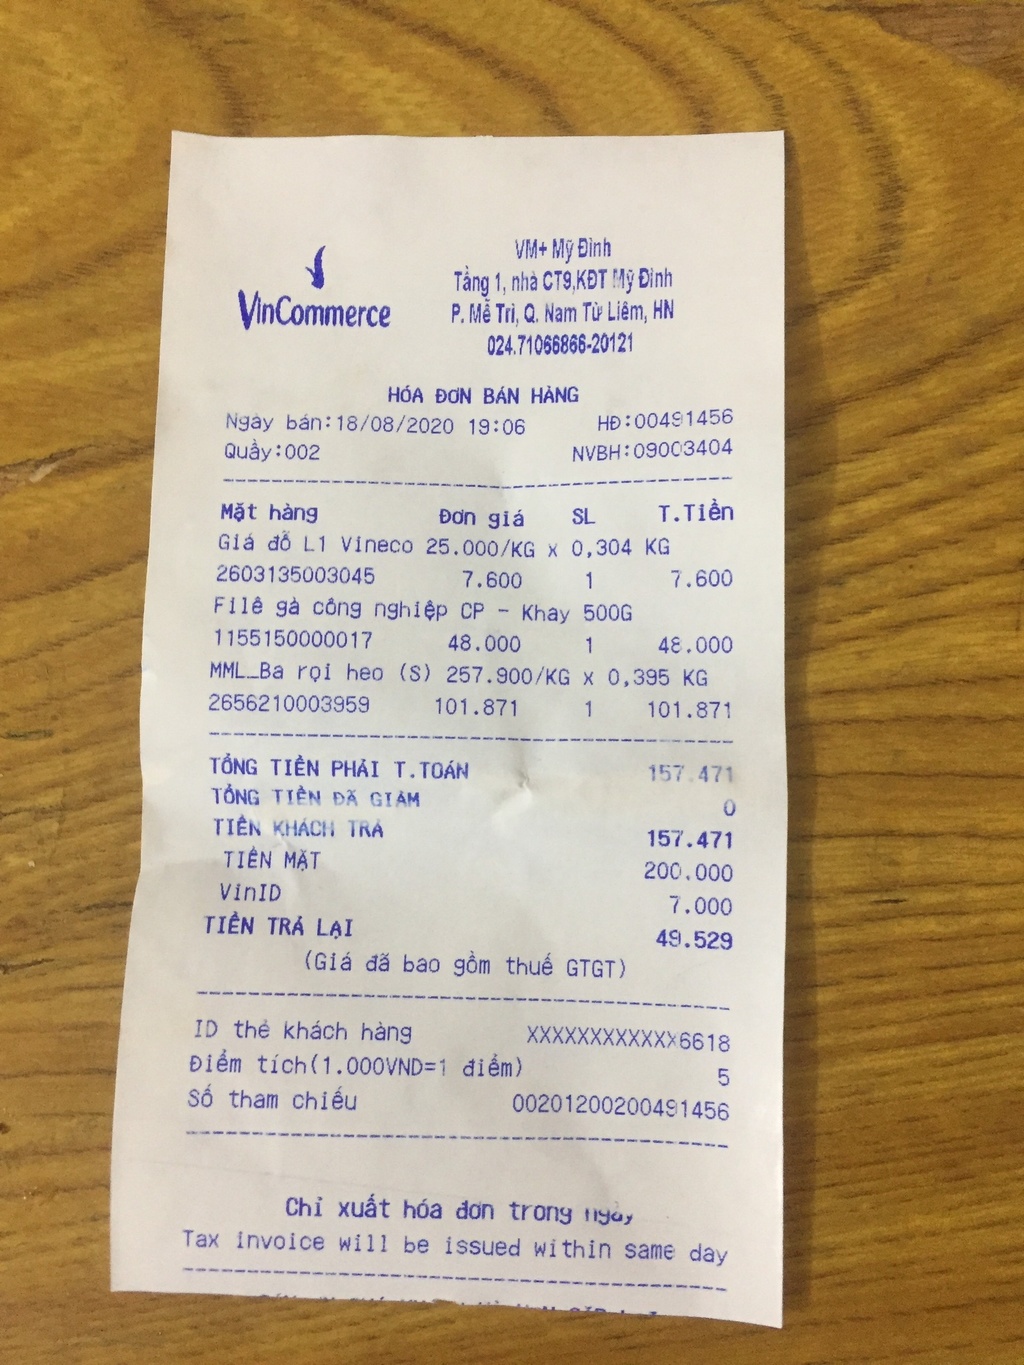 VM+ Mỹ Đình
Tầng 1, nhà CT9,KĐT Mỹ Đình
P. Mễ Trì, Q. Nam Từ Liêm, HN
024.71066866-20121
VinCommerce
HÓA ĐƠN BÁN HÀNG
Ngày bán:18/08/2020 19:06 HĐ:00491456
Quầy:002 NVBH:09003404
Mặt hàng Đơn giá SL T.Tiền
Giá đỗ L1 Vineco 25.000/KG x 0,304 KG
2603135003045 7.600 1 7.600
Filê gà công nghiệp CP - Khay 500G
1155150000017 48.000 1 48.000
MML_Ba rọi heo (S) 257.900/KG x 0,395 KG
2656210003959 101.871 1 101.871
TỔNG TIỀN PHẢI T.TOÁN 157.471
TỔNG TIỀN ĐÃ GIẢM 0
TIỀN KHÁCH TRẢ 157.471
TIỀN MẶT 200.000
VinID 7.000
TIỀN TRẢ LẠI 49.529
(Giá đã bao gồm thuế GTGT)
ID thẻ khách hàng XXXXXXXXXXXX6618
Điểm tích(1.000VND=1 điểm) 5
Số tham chiếu 00201200200491456
Chỉ xuất hóa đơn trong ngày
Tax invoice will be issued within same day